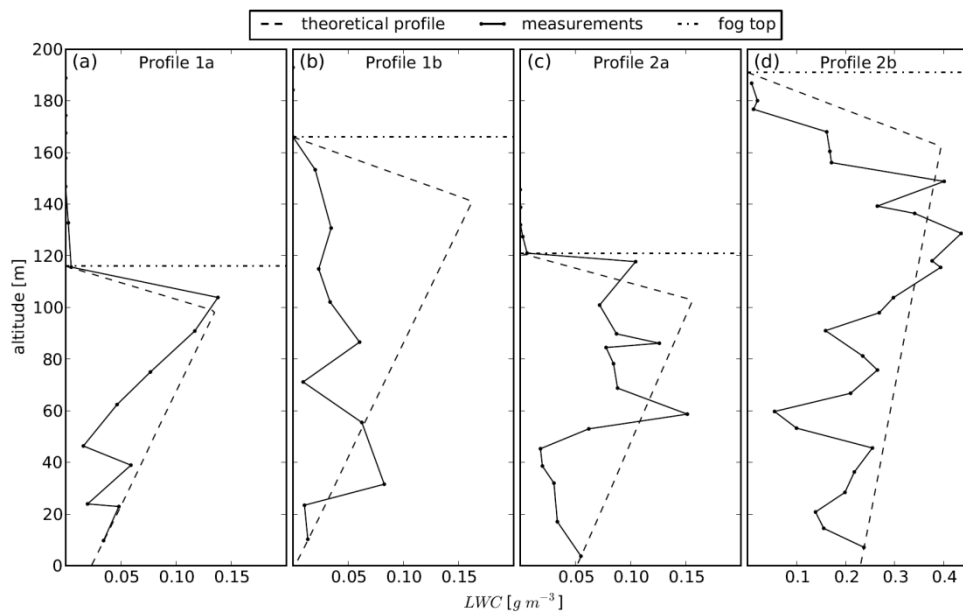 theoretical profile measurements fog top
(a) Profile 1a (b) Profile 1b (c) Profile 2a (d) Profile 2b
200
180
160
140
120
100
80
60
40
20
0
altitude [m]
0.05 0.10 0.15 0.05 0.10 0.15 0.05 0.10 0.15 0.1 0.2 0.3 0.4
LWC [g m⁻³]